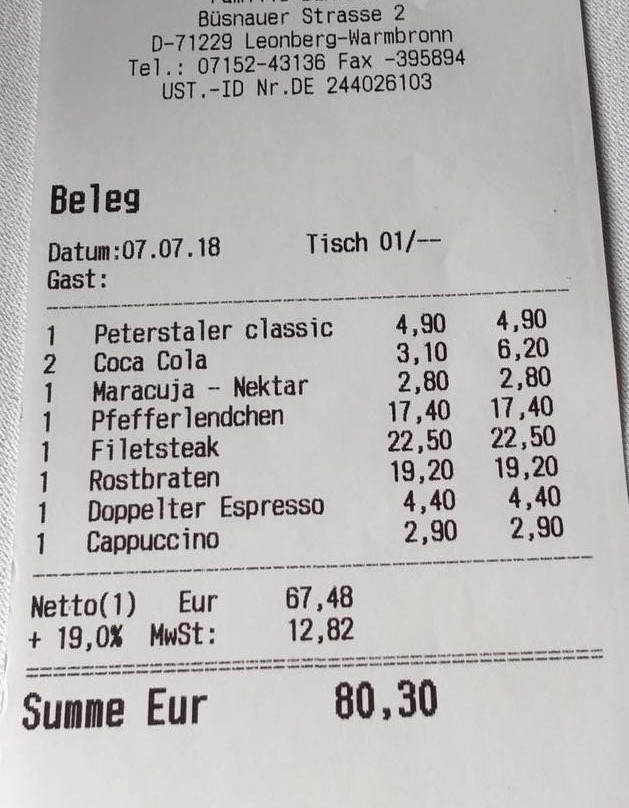 Büsnauer Strasse 2
D-71229 Leonberg-Warmbronn
Tel.: 07152-43136 Fax -395894
UST.-ID Nr.DE 244026103
Beleg
Datum:07.07.18 Tisch 01/--
Gast:
1 Peterstaler classic 4,90 4,90
2 Coca Cola 3,10 6,20
1 Maracuja - Nektar 2,80 2,80
1 Pfefferlendchen 17,40 17,40
1 Filetsteak 22,50 22,50
1 Rostbraten 19,20 19,20
1 Doppelter Espresso 4,40 4,40
1 Cappuccino 2,90 2,90
Netto(1) Eur 67,48
+ 19,0% MwSt: 12,82
Summe Eur 80,30